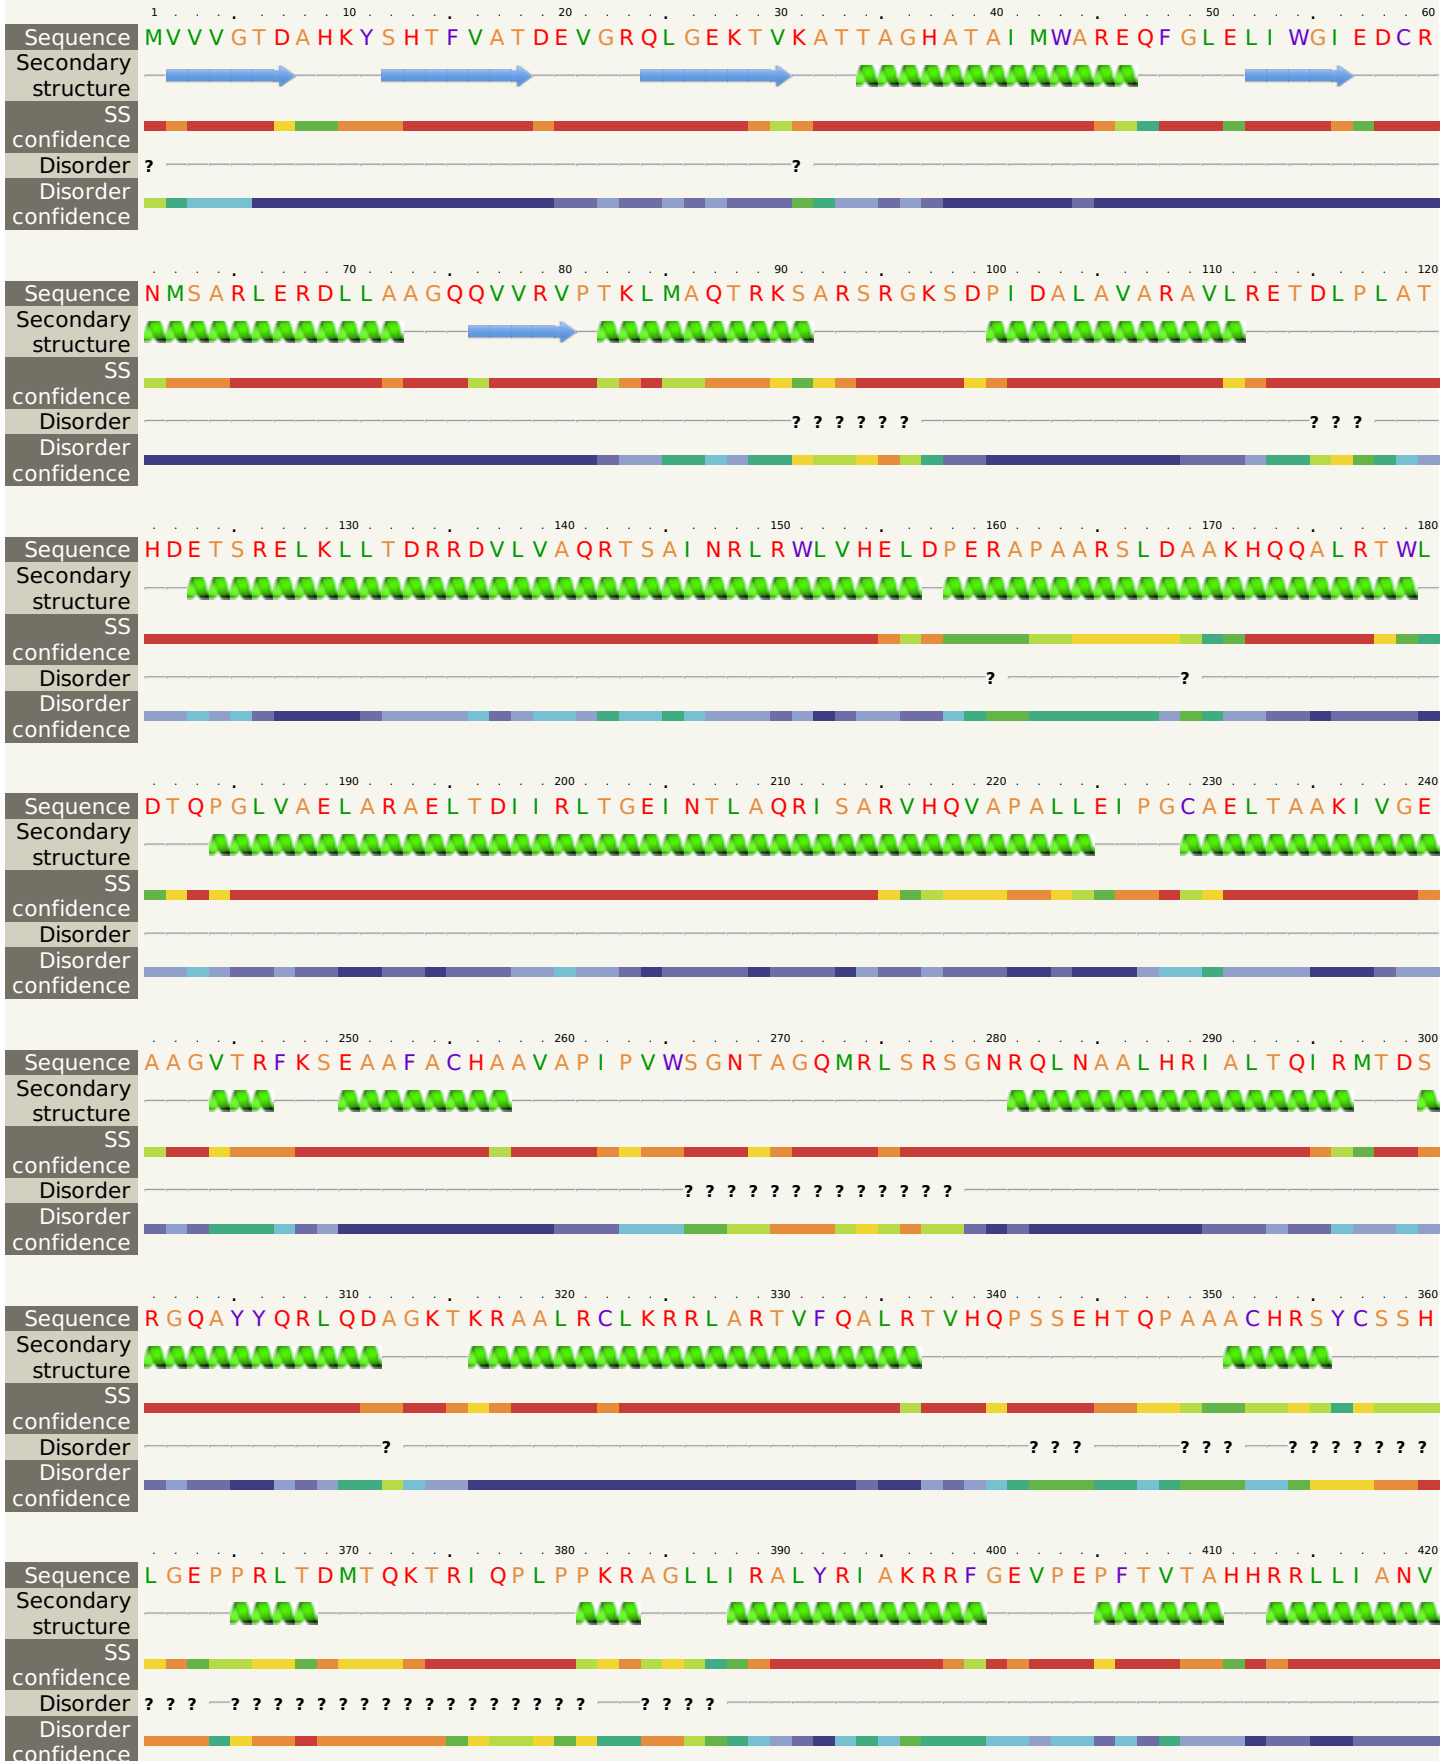 1 10 20 30 40 50 60
Sequence MVVVGTDAHKYSHTFVATDEVGRQLGEKTVKATTAGHATAIMWAREQFGLELIWGIEDCR
Secondary
structure
SS
confidence
Disorder ? ?
Disorder
confidence
70 80 90 100 110 120
Sequence NMSARLERDLLAAGQQVVRVPTKLMAQTRKSARSRGKSDPIDALAVARAVLRETDLPLAT
Secondary
structure
SS
confidence
Disorder ? ? ? ? ? ? ? ? ?
Disorder
confidence
130 140 150 160 170 180
Sequence HDETSRELKLLTDRRDVLVAQRTSAINRLRWLVHELDPERAPAARSLDAAKHQQALRTWL
Secondary
structure
SS
confidence
Disorder ? ?
Disorder
confidence
190 200 210 220 230 240
Sequence DTQPGLVAELARAELTDIIRLTGEINTLAQRISARVHQVAPALLEIPGCAELTAAKIVGE
Secondary
structure
SS
confidence
Disorder
Disorder
confidence
250 260 270 280 290 300
Sequence AAGVTRFKSEAAFACHAAVAPIPVWSGNTAGQMRLSRSGNRQLNAALHRIALTQIRMTDS
Secondary
structure
SS
confidence
Disorder ? ? ? ? ? ? ? ? ? ? ? ? ?
Disorder
confidence
310 320 330 340 350 360
Sequence RGQAYYQRLQDAGKTKRAALRCLKRRLARTVFQALRTVHQPSSEHTQPAAACHRSYCSSH
Secondary
structure
SS
confidence
Disorder ? ? ? ? ? ? ? ? ? ? ? ? ? ?
Disorder
confidence
370 380 390 400 410 420
Sequence LGEPPRLTDMTQKTRIQPLPPKRAGLLIRALYRIAKRRFGEVPEPFTVTAHHRRLLIANV
Secondary
structure
SS
confidence
Disorder ? ? ? ? ? ? ? ? ? ? ? ? ? ? ? ? ? ? ? ? ? ? ? ?
Disorder
confidence